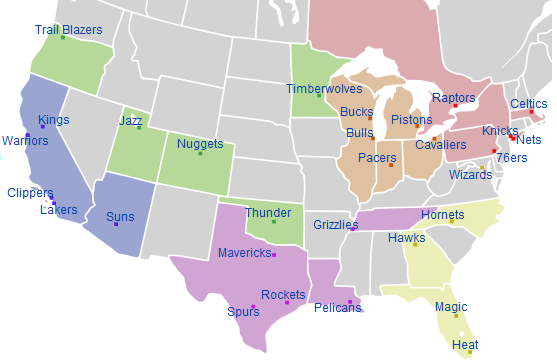 Trail Blazers
Timberwolves
Raptors
Celtics
Bucks
Kings
Jazz
Pistons
Knicks
Nets
Warriors
Bulls
Cavaliers
Nuggets
Pacers
76ers
Wizards
Clippers
Lakers
Suns
Thunder
Grizzlies
Hornets
Hawks
Mavericks
Rockets
Spurs
Pelicans
Magic
Heat